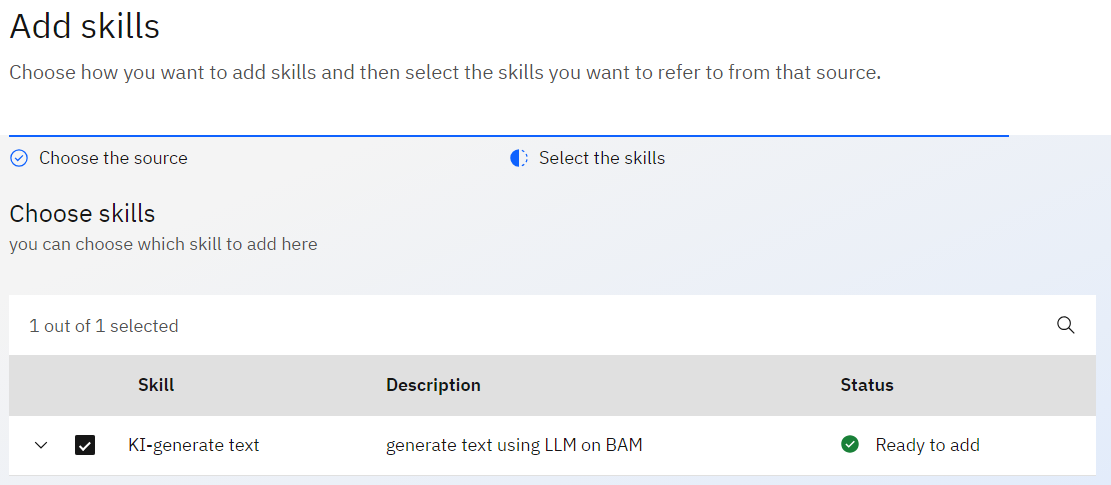 Add skills
Choose how you want to add skills and then select the skills you want to refer to from that source.
Choose the source
Select the skills
Choose skills
you can choose which skill to add here
1 out of 1 selected
Skill Description Status
KI-generate text generate text using LLM on BAM Ready to add